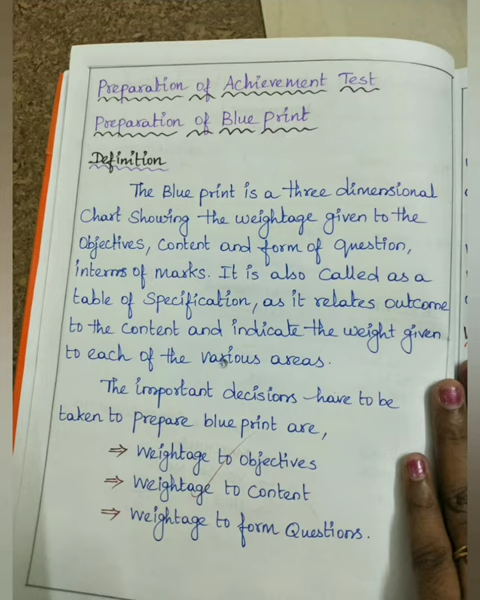 Preparation of Achievement Test
Preparation of Blue Print
Definition
The Blue print is a three dimensional
Chart Showing the weightage given to the
Objectives, Content and form of question,
interms of marks. It is also called as a
table of Specification, as it relates outcome
to the content and indicate the weight given
to each of the various areas.
The important decisions have to be
taken to prepare blue print are,
⇒ Weightage to Objectives
⇒ Weightage to Content
⇒ Weightage to form Questions.